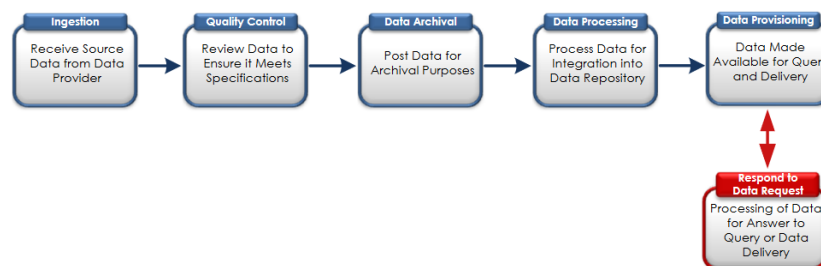 Ingestion
Receive Source
Data from Data
Provider
Quality Control
Review Data to
Ensure it Meets
Specifications
Data Archival
Post Data for
Archival Purposes
Data Processing
Process Data for
Integration into
Data Repository
Data Provisioning
Data Made
Available for Query
and Delivery
Respond to
Data Request
Processing of Data
for Answer to
Query or Data
Delivery